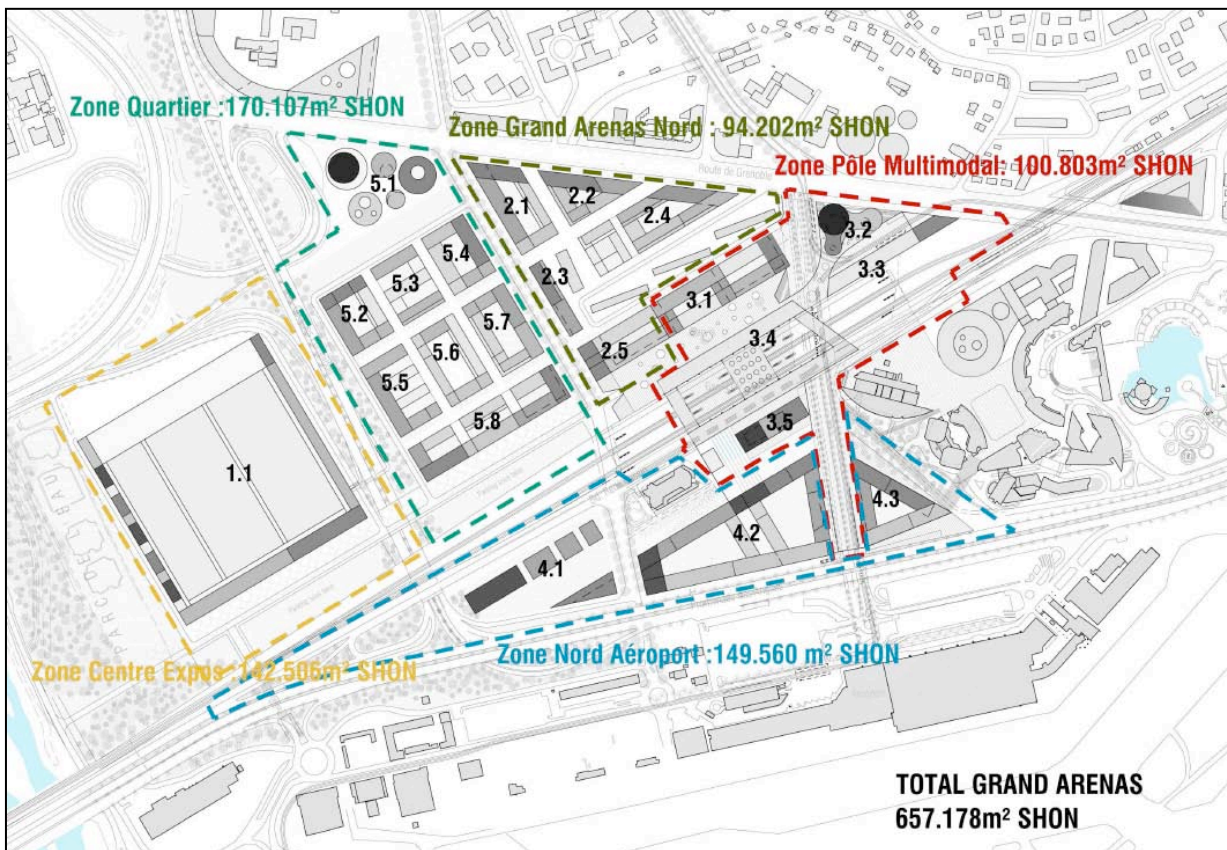 Zone Quartier :170.107m² SHON
Zone Grand Arenas Nord : 94.202m² SHON
Route de Grenoble
Zone Pôle Multimodal: 100.803m² SHON
5.1
2.1
2.2
2.4
3.2
3.3
5.4
5.3
5.2
2.3
3.1
5.7
5.6
5.5
2.5
3.4
5.8
3.5
1.1
4.3
4.2
4.1
Zone Centre Expos :142.506m² SHON
Zone Nord Aéroport :149.560 m² SHON
TOTAL GRAND ARENAS
657.178m² SHON